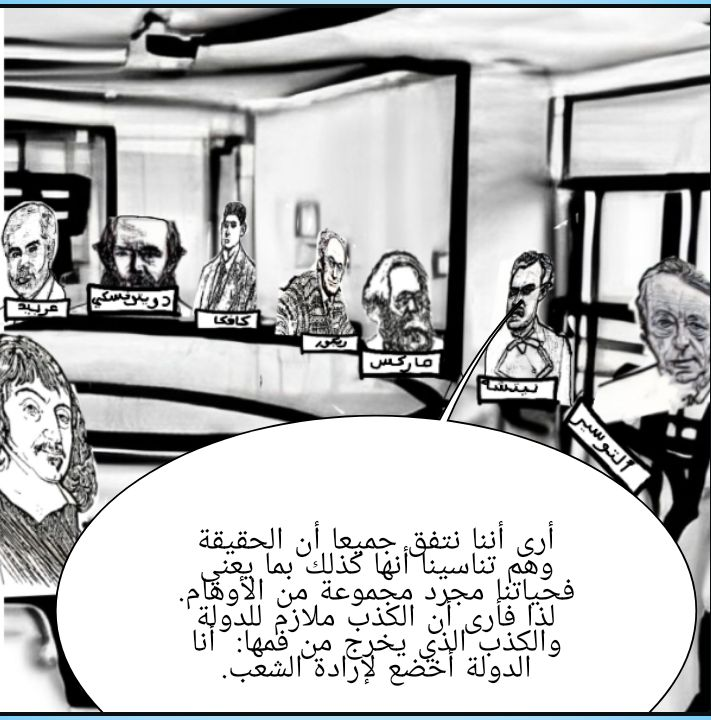 غريبة
دويتوفسكي
كافكا
ريكور
ماركس
نيتشه
ألتوسير
أرى أننا نتفق جميعا أن الحقيقة
وهم تناسينا أنها كذلك بما يعني
فحياتنا مجرد مجموعة من الأوهام.
لذا فأرى أن الكذب ملازم للدولة
والكذب الذي يخرج من فمها: أنا
الدولة أخضع لإرادة الشعب.